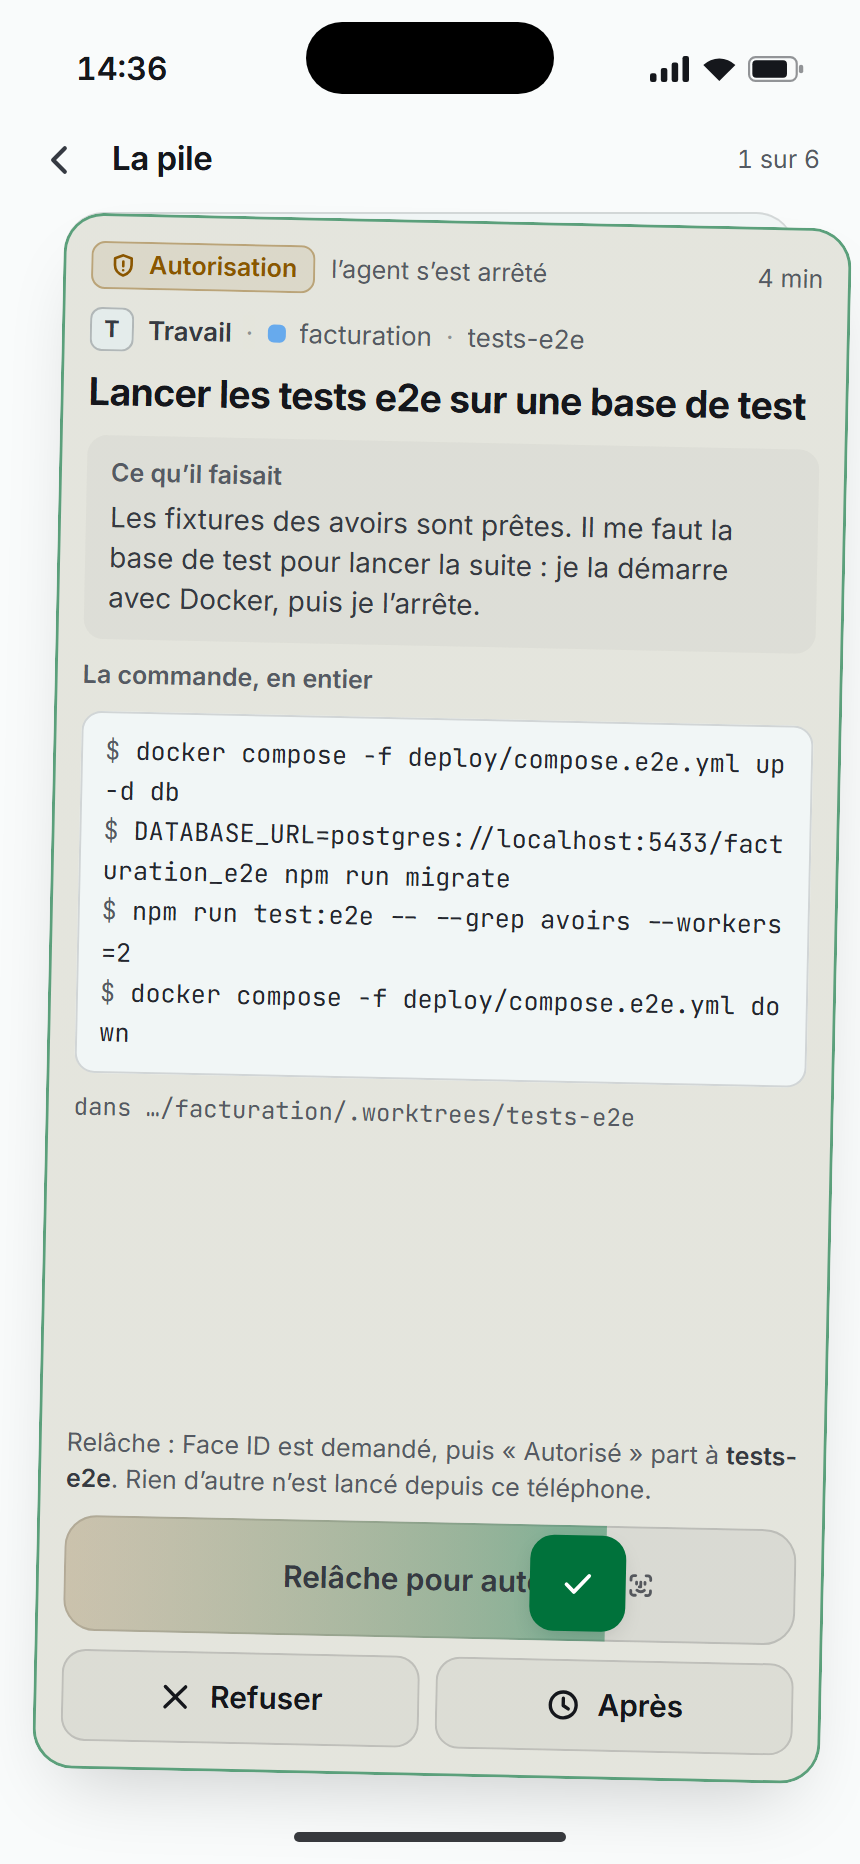 14:36
La pile
1 sur 6
Autorisation l’agent s’est arrêté 4 min
T Travail · facturation · tests-e2e
Lancer les tests e2e sur une base de test
Ce qu’il faisait
Les fixtures des avoirs sont prêtes. Il me faut la
base de test pour lancer la suite : je la démarre
avec Docker, puis je l’arrête.
La commande, en entier
$ docker compose -f deploy/compose.e2e.yml up
-d db
$ DATABASE_URL=postgres://localhost:5433/fact
uration_e2e npm run migrate
$ npm run test:e2e -- --grep avoirs --workers
=2
$ docker compose -f deploy/compose.e2e.yml do
wn
dans …/facturation/.worktrees/tests-e2e
Relâche : Face ID est demandé, puis « Autorisé » part à tests-
e2e. Rien d’autre n’est lancé depuis ce téléphone.
Relâche pour
Refuser
Après